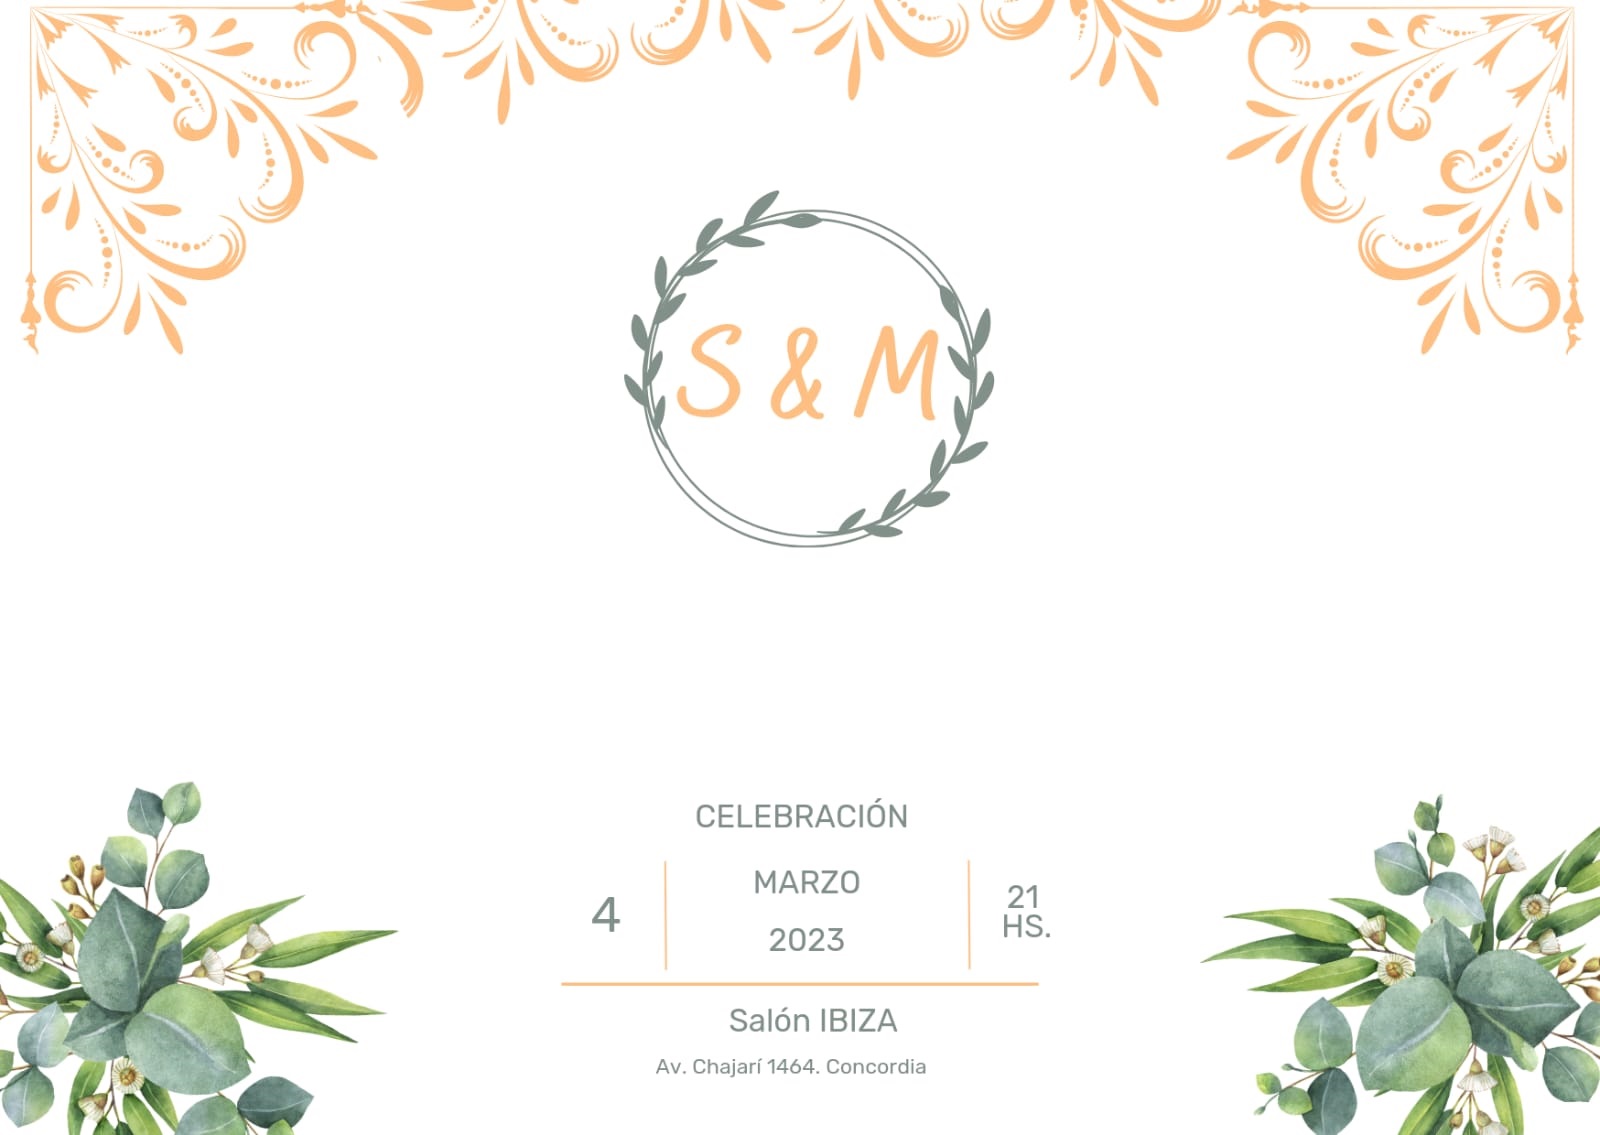 S & M
CELEBRACIÓN
4
MARZO
2023
21
HS.
Salón IBIZA
Av. Chajarí 1464. Concordia